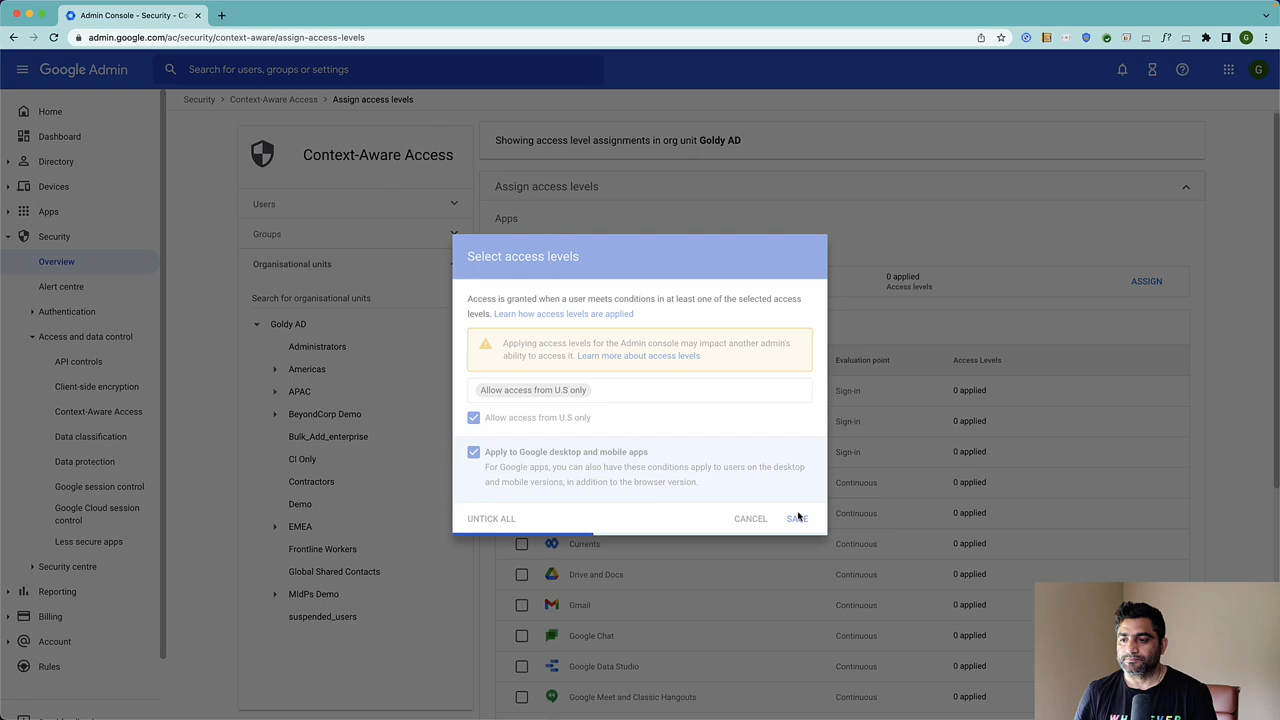 Admin Console - Security - Co
admin.google.com/ac/security/context-aware/assign-access-levels
G
Google Admin
Search for users, groups or settings
G
Security > Context-Aware Access > Assign access levels
Home
Dashboard
Directory
Devices
Apps
Security
Overview
Alert centre
Authentication
Access and data control
API controls
Client-side encryption
Context-Aware Access
Data classification
Data protection
Google session control
Google Cloud session
control
Less secure apps
Security centre
Reporting
Billing
Account
Rules
Context-Aware Access
Users
Groups
Organisational units
Search for organisational units
Goldy AD
Administrators
Americas
APAC
BeyondCorp Demo
Bulk_Add_enterprise
CI Only
Contractors
Demo
EMEA
Frontline Workers
Global Shared Contacts
MIdPs Demo
suspended_users
Showing access level assignments in org unit Goldy AD
Assign access levels
Apps
0 applied
Access levels
ASSIGN
Evaluation point Access Levels
Sign-in 0 applied
Sign-in 0 applied
Sign-in 0 applied
Continuous 0 applied
Continuous 0 applied
Currents Continuous 0 applied
Drive and Docs Continuous 0 applied
Gmail Continuous 0 applied
Google Chat Continuous 0 applied
Google Data Studio Continuous 0 applied
Google Meet and Classic Hangouts Continuous 0 applied
Select access levels
Access is granted when a user meets conditions in at least one of the selected access
levels. Learn how access levels are applied
Applying access levels for the Admin console may impact another admin's
ability to access it. Learn more about access levels
Allow access from U.S only
Allow access from U.S only
Apply to Google desktop and mobile apps
For Google apps, you can also have these conditions apply to users on the desktop
and mobile versions, in addition to the browser version.
UNTICK ALL CANCEL SAVE